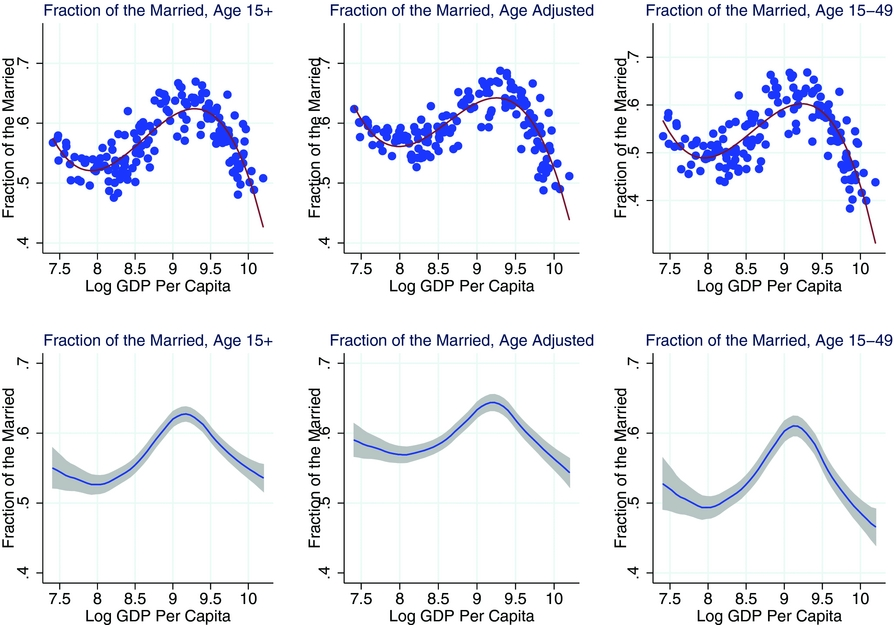 Fraction of the Married, Age 15+
Fraction of the Married, Age Adjusted
Fraction of the Married, Age 15−49
Fraction of the Married
.7
.6
.5
.4
7.5 8 8.5 9 9.5 10
Log GDP Per Capita
Fraction of the Married
.7
.6
.5
.4
7.5 8 8.5 9 9.5 10
Log GDP Per Capita
Fraction of the Married
.7
.6
.5
.4
7.5 8 8.5 9 9.5 10
Log GDP Per Capita
Fraction of the Married, Age 15+
Fraction of the Married, Age Adjusted
Fraction of the Married, Age 15−49
Fraction of the Married
.7
.6
.5
.4
7.5 8 8.5 9 9.5 10
Log GDP Per Capita
Fraction of the Married
.7
.6
.5
.4
7.5 8 8.5 9 9.5 10
Log GDP Per Capita
Fraction of the Married
.7
.6
.5
.4
7.5 8 8.5 9 9.5 10
Log GDP Per Capita